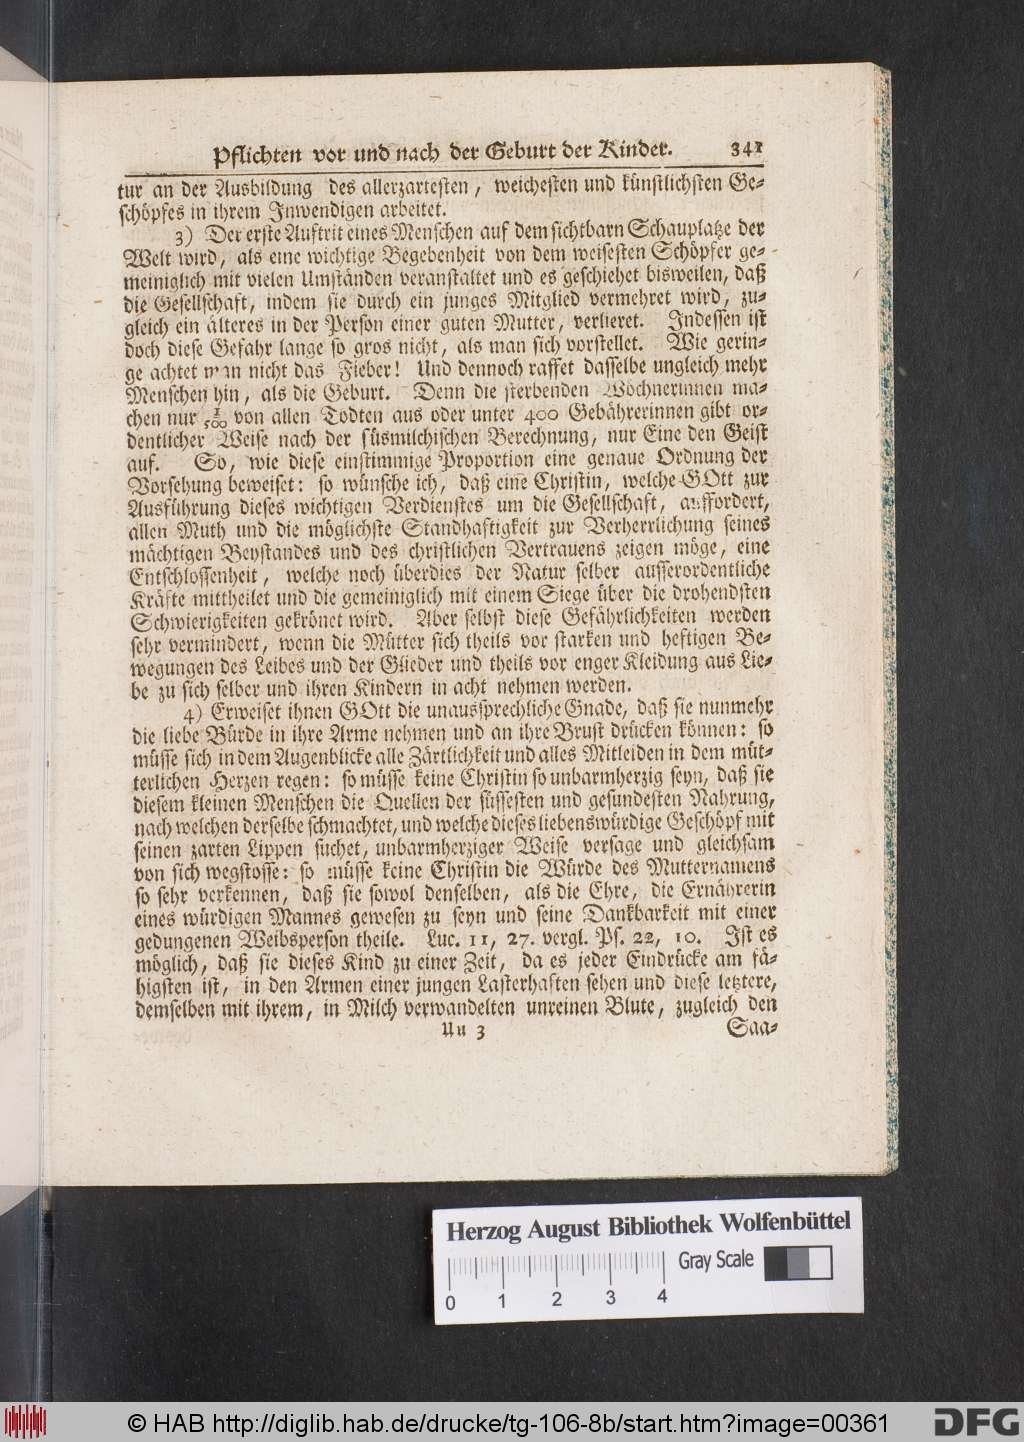 Pflichten vor und nach der Geburt der Kinder. 341
tur an der Ausbildung des allerzartesten, weichesten und künstlichsten Ge-
schöpfes in ihrem Inwendigen arbeitet.
3) Der erste Auftrit eines Menschen auf dem sichtbarn Schauplatze der
Welt wird, als eine wichtige Begebenheit von dem weisesten Schöpfer ge-
meiniglich mit vielen Umständen veranstaltet und es geschiehet bisweilen, daß
die Gesellschaft, indem sie durch ein junges Mitglied vermehret wird, zu-
gleich ein älteres in der Person einer guten Mutter, verlieret. Indessen ist
doch diese Gefahr lange so gros nicht, als man sich vorstellet. Wie gerin-
ge achtet man nicht das Fieber! Und dennoch raffet dasselbe ungleich mehr
Menschen hin, als die Geburt. Denn die sterbenden Wöchnerinnen ma-
chen nur 1/500 von allen Todten aus oder unter 400 Gebährerinnen gibt or-
dentlicher Weise nach der süsmilchischen Berechnung, nur Eine den Geist
auf. So, wie diese einstimmige Proportion eine genaue Ordnung der
Vorsehung beweiset: so wünsche ich, daß eine Christin, welche GOtt zur
Ausführung dieses wichtigen Verdienstes um die Gesellschaft, auffordert,
allen Muth und die möglichste Standhaftigkeit zur Verherrlichung seines
mächtigen Beystandes und des christlichen Vertrauens zeigen möge, eine
Entschlossenheit, welche noch überdies der Natur selber ausserordentliche
Kräfte mittheilet und die gemeiniglich mit einem Siege über die drohendsten
Schwierigkeiten gekrönet wird. Aber selbst diese Gefährlichkeiten werden
sehr vermindert, wenn die Mütter sich theils vor starken und heftigen Be-
wegungen des Leibes und der Glieder und theils vor enger Kleidung aus Lie-
be zu sich selber und ihren Kindern in acht nehmen werden.
4) Erweiset ihnen GOtt die unaussprechliche Gnade, daß sie nunmehr
die liebe Bürde in ihre Arme nehmen und an ihre Brust drücken können: so
müsse sich in dem Augenblicke alle Zärtlichkeit und alles Mitleiden in dem müt-
terlichen Herzen regen: so müsse keine Christin so unbarmherzig seyn, daß sie
diesem kleinen Menschen die Quellen der süssesten und gesundesten Nahrung,
nach welchen derselbe schmachtet, und welche dieses liebenswürdige Geschöpf mit
seinen zarten Lippen suchet, unbarmherziger Weise versage und gleichsam
von sich wegstosse: so müsse keine Christin die Würde des Mutternamens
so sehr verkennen, daß sie sowol denselben, als die Ehre, die Ernährerin
eines würdigen Mannes gewesen zu seyn und seine Dankbarkeit mit einer
gedungenen Weibsperson theile. Luc. 11, 27. vergl. Ps. 22, 10. Ist es
möglich, daß sie dieses Kind zu einer Zeit, da es jeder Eindrücke am fä-
higsten ist, in den Armen einer jungen Lasterhaften sehen und diese letztere,
demselben mit ihrem, in Milch verwandelten unreinen Blute, zugleich den
Uu 3 Saa-
Herzog August Bibliothek Wolfenbüttel
Gray Scale
0 1 2 3 4
© HAB http://diglib.hab.de/drucke/tg-106-8b/start.htm?image=00361
DFG